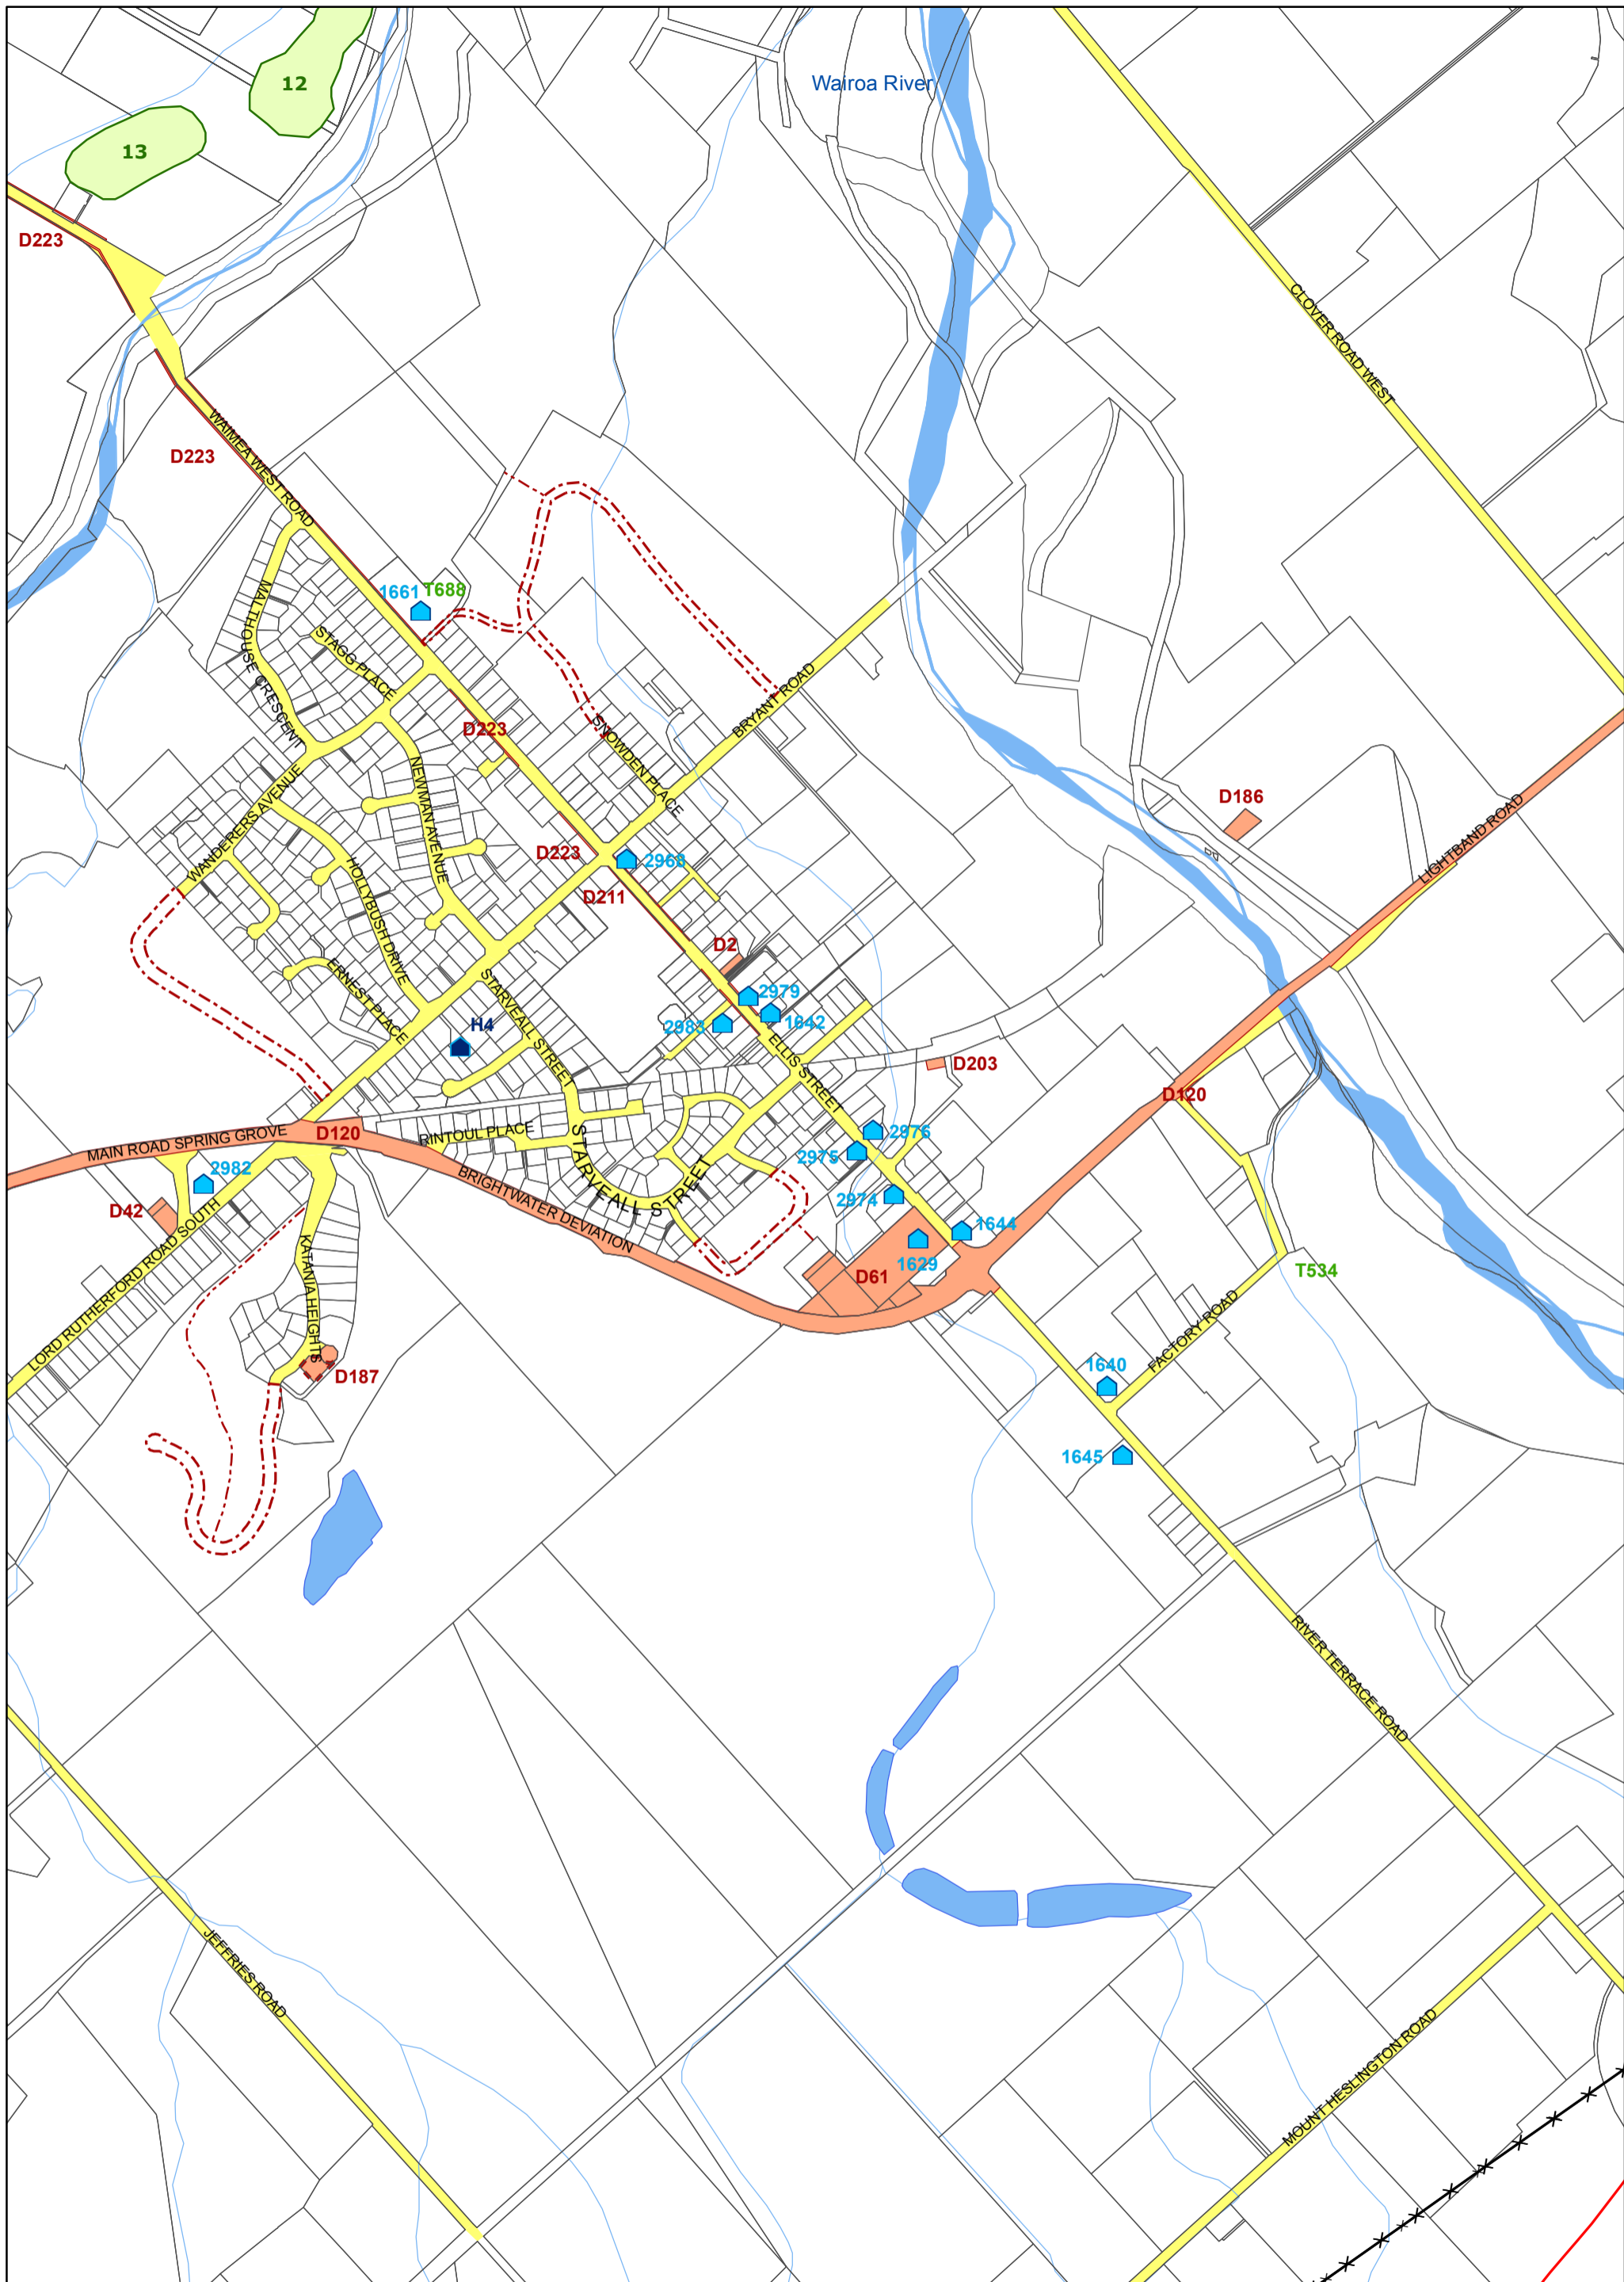 Wairoa River
12
13
D223
CLOVER ROAD WEST
WAIMEA WEST ROAD
D223
1661
T688
MALTHOUSE CRESCENT
STAGG PLACE
D223
SNOWDEN PLACE
BRYANT ROAD
NEWMAN AVENUE
WANDERERS AVENUE
D186
LIGHTBAND ROAD
D223
2968
HOLLYBUSH DRIVE
D211
D2
ERNEST PLACE
STARVEALL STREET
2979
H4
2983
1642
ELLIS STREET
D203
D120
MAIN ROAD SPRING GROVE
D120
RINTOUL PLACE
2976
2975
2982
BRIGHTWATER DEVIATION
STARVEALL STREET
2974
D42
LORD RUTHERFORD ROAD SOUTH
1644
1629
D61
T534
KATANIA HEIGHTS
D187
FACTORY ROAD
1640
1645
RIVER TERRACE ROAD
JEFFRIES ROAD
MOUNT HESLINGTON ROAD